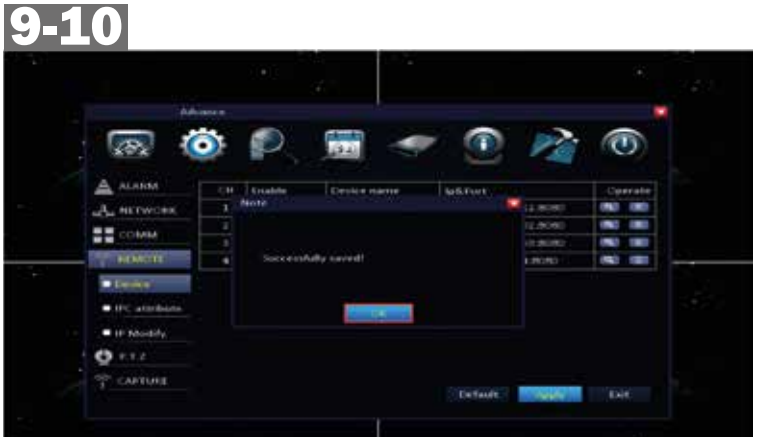 9-10
Advance
ALARM
NETWORK
COMM
REMOTE
Device
IPC attribute
IP Modify
P.T.Z
CAPTURE
CH Enable Device name Ip&Port Operate
1
2
3
4
Note
Successfully saved!
OK
Default Apply Exit